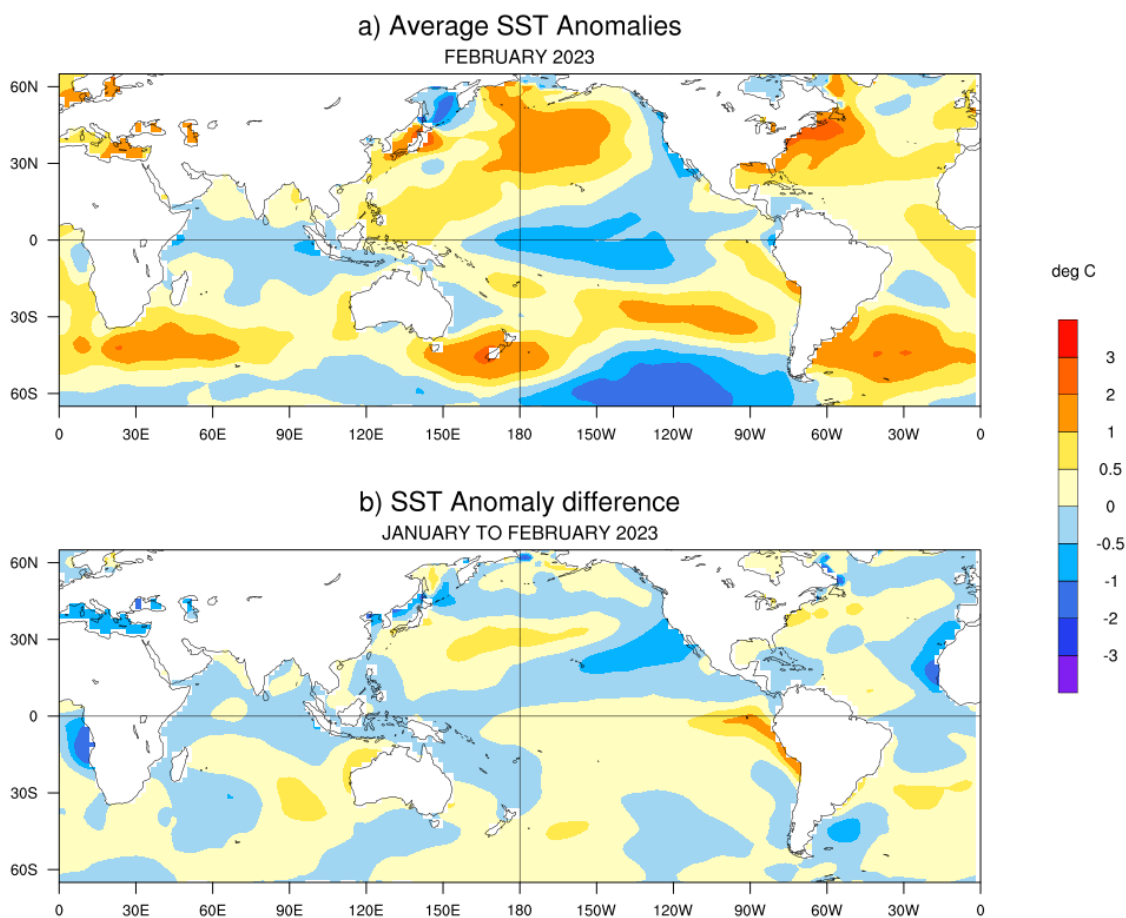 a) Average SST Anomalies
FEBRUARY 2023
60N
30N
0
30S
60S
0 30E 60E 90E 120E 150E 180 150W 120W 90W 60W 30W 0
deg C
3
2
1
0.5
0
-0.5
-1
-2
-3
b) SST Anomaly difference
JANUARY TO FEBRUARY 2023
60N
30N
0
30S
60S
0 30E 60E 90E 120E 150E 180 150W 120W 90W 60W 30W 0